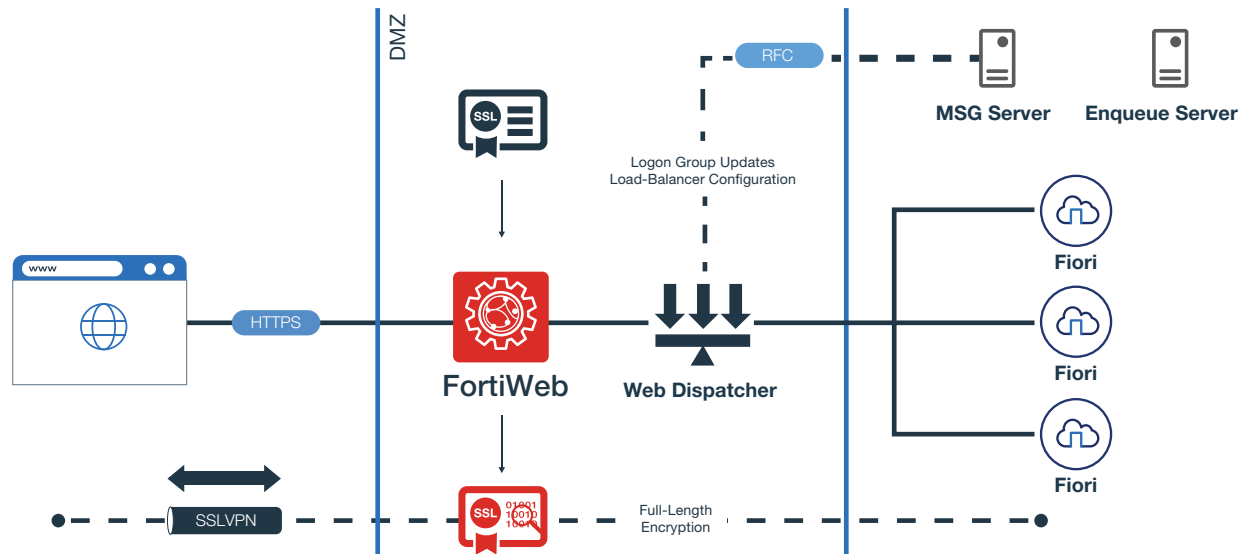 DMZ
RFC
MSG Server
Enqueue Server
SSL
Logon Group Updates
Load-Balancer Configuration
Fiori
www
HTTPS
FortiWeb
Web Dispatcher
Fiori
Fiori
SSLVPN
SSL
01001
10010
10010
Full-Length
Encryption